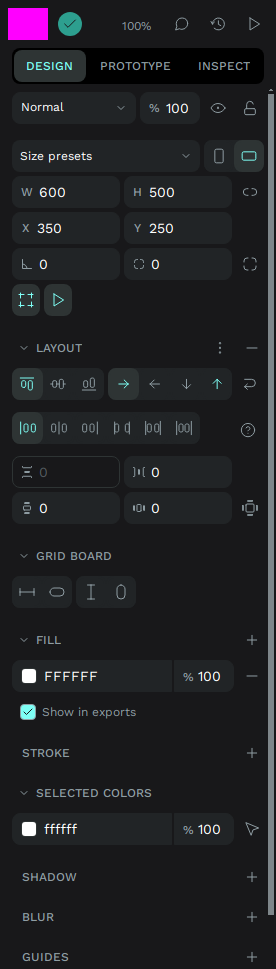 100%
DESIGN PROTOTYPE INSPECT
Normal % 100
Size presets
W 600 H 500
X 350 Y 250
0 0
LAYOUT
0 0
0 0
GRID BOARD
FILL
FFFFFF % 100
Show in exports
STROKE
SELECTED COLORS
ffffff % 100
SHADOW
BLUR
GUIDES